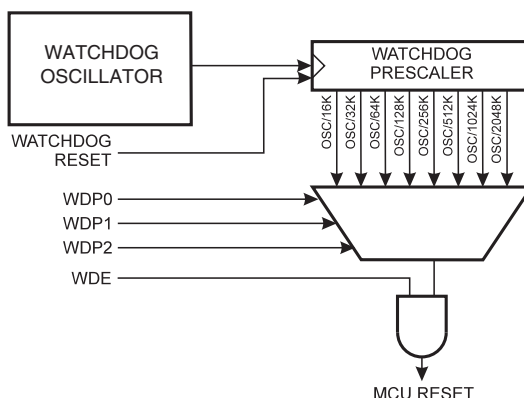 WATCHDOG
OSCILLATOR
WATCHDOG
PRESCALER
WATCHDOG
RESET
OSC/16K
OSC/32K
OSC/64K
OSC/128K
OSC/256K
OSC/512K
OSC/1024K
OSC/2048K
WDP0
WDP1
WDP2
WDE
MCU RESET